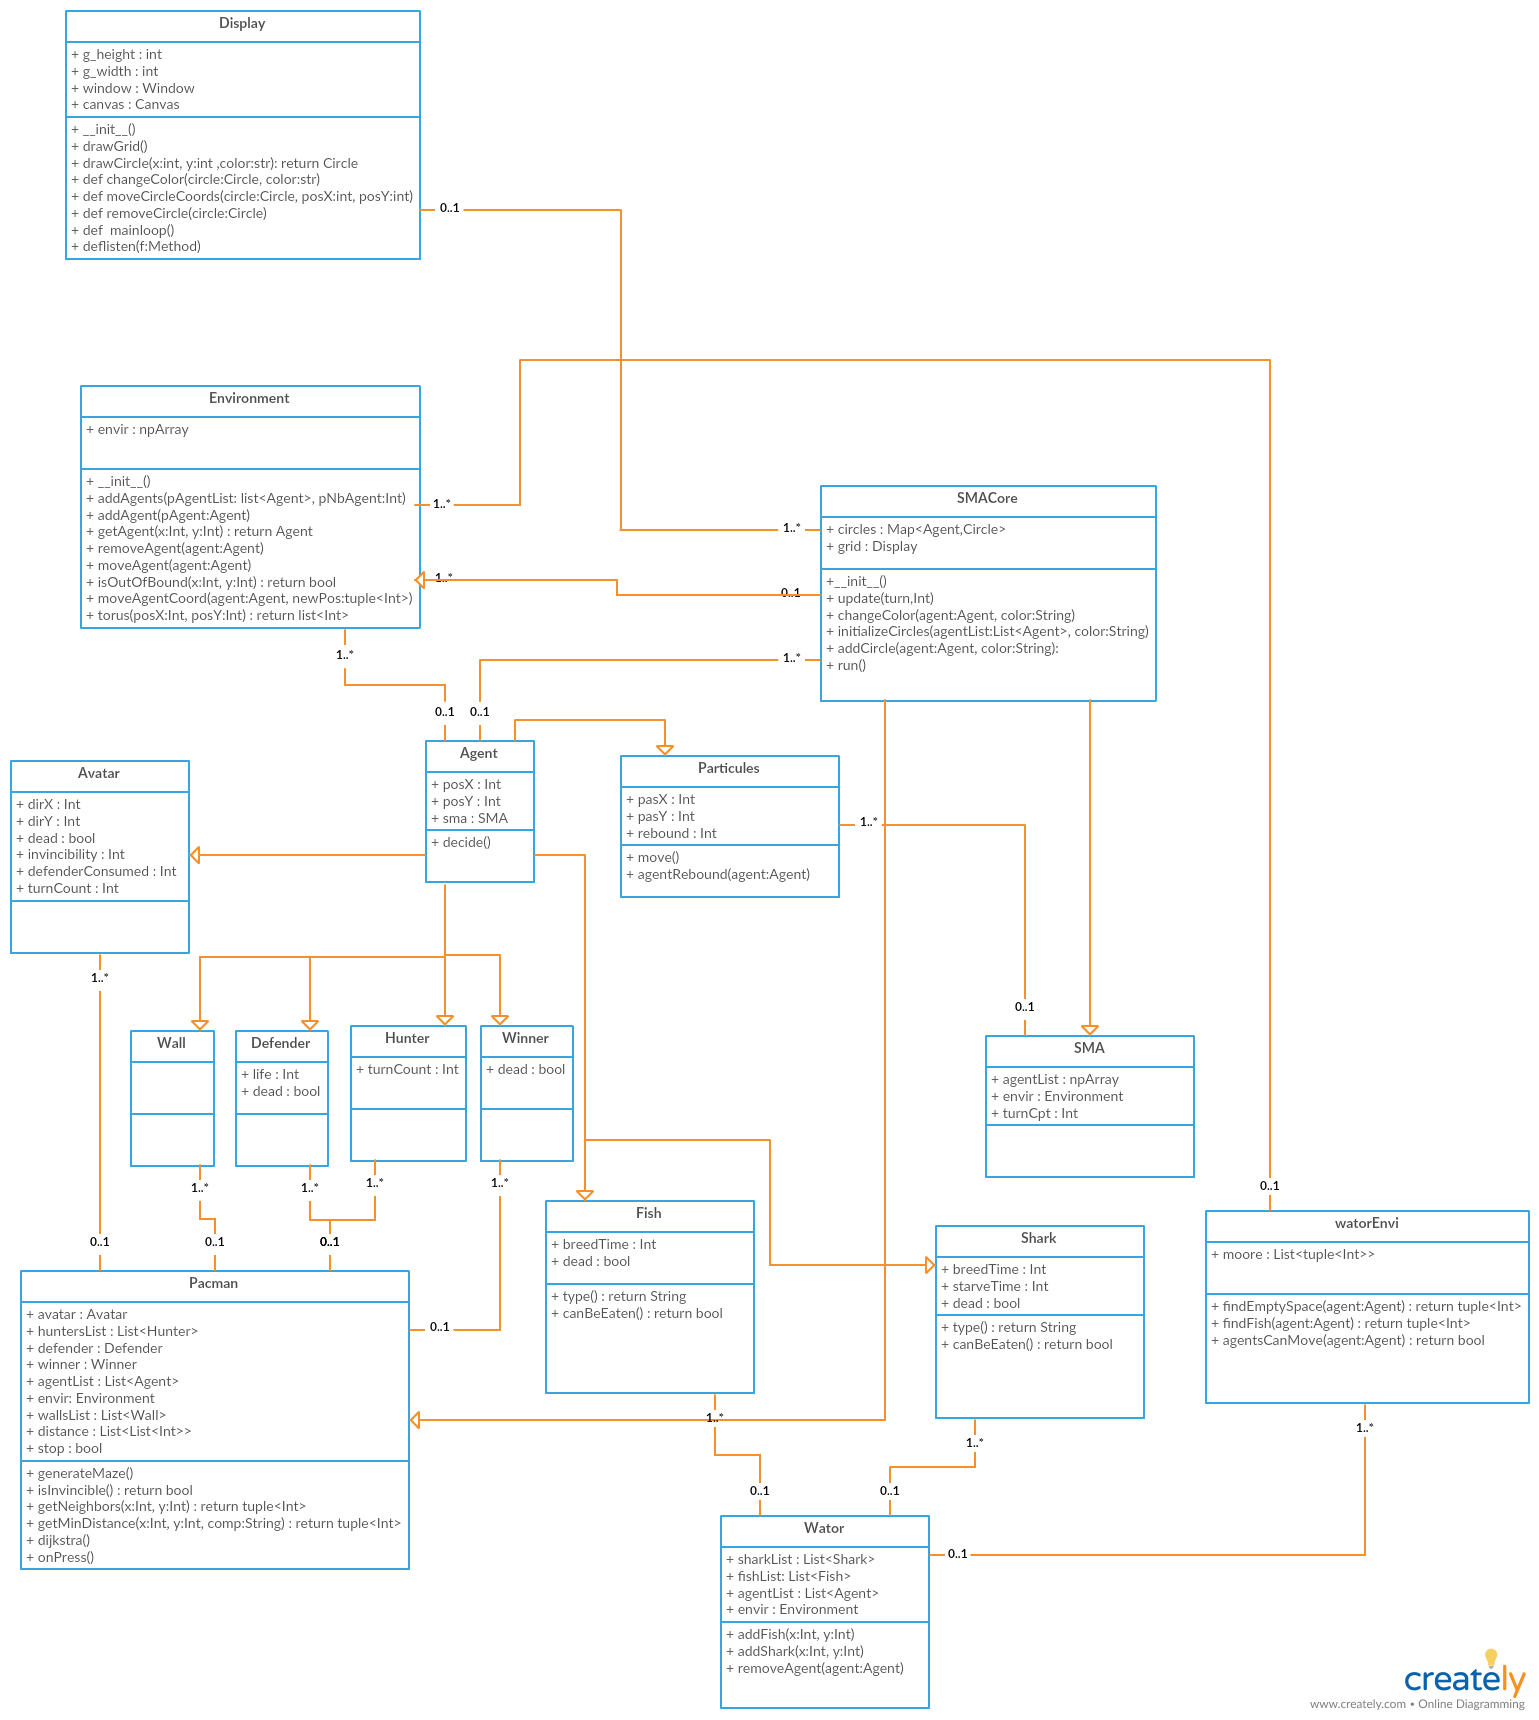 Display
+ g_height : int
+ g_width : int
+ window : Window
+ canvas : Canvas
+ __init__()
+ drawGrid()
+ drawCircle(x:int, y:int ,color:str): return Circle
+ def changeColor(circle:Circle, color:str)
+ def moveCircleCoords(circle:Circle, posX:int, posY:int)
+ def removeCircle(circle:Circle)
+ def  mainloop()
+ deflisten(f:Method)
0..1
Environment
+ envir : npArray
+ __init__()
+ addAgents(pAgentList: list<Agent>, pNbAgent:Int)
+ addAgent(pAgent:Agent)
+ getAgent(x:Int, y:Int) : return Agent
+ removeAgent(agent:Agent)
+ moveAgent(agent:Agent)
+ isOutOfBound(x:Int, y:Int) : return bool
+ moveAgentCoord(agent:Agent, newPos:tuple<Int>)
+ torus(posX:Int, posY:Int) : return list<Int>
1..*
1..*
1..*
0..1
1..*
SMACore
+ circles : Map<Agent,Circle>
+ grid : Display
+__init__()
+ update(turn,Int)
+ changeColor(agent:Agent, color:String)
+ initializeCircles(agentList:List<Agent>, color:String)
+ addCircle(agent:Agent, color:String):
+ run()
1..*
0..1
0..1
1..*
Agent
+ posX : Int
+ posY : Int
+ sma : SMA
+ decide()
Particules
+ pasX : Int
+ pasY : Int
+ rebound : Int
+ move()
+ agentRebound(agent:Agent)
1..*
0..1
Avatar
+ dirX : Int
+ dirY : Int
+ dead : bool
+ invincibility : Int
+ defenderConsumed : Int
+ turnCount : Int
1..*
Wall
Defender
+ life : Int
+ dead : bool
Hunter
+ turnCount : Int
Winner
+ dead : bool
SMA
+ agentList : npArray
+ envir : Environment
+ turnCpt : Int
1..*
1..*
1..*
1..*
0..1
0..1
0..1
0..1
0..1
Pacman
+ avatar : Avatar
+ huntersList : List<Hunter>
+ defender : Defender
+ winner : Winner
+ agentList : List<Agent>
+ envir: Environment
+ wallsList : List<Wall>
+ distance : List<List<Int>>
+ stop : bool
+ generateMaze()
+ isInvincible() : return bool
+ getNeighbors(x:Int, y:Int) : return tuple<Int>
+ getMinDistance(x:Int, y:Int, comp:String) : return tuple<Int>
+ dijkstra()
+ onPress()
Fish
+ breedTime : Int
+ dead : bool
+ type() : return String
+ canBeEaten() : return bool
Shark
+ breedTime : Int
+ starveTime : Int
+ dead : bool
+ type() : return String
+ canBeEaten() : return bool
watorEnvi
+ moore : List<tuple<Int>>
+ findEmptySpace(agent:Agent) : return tuple<Int>
+ findFish(agent:Agent) : return tuple<Int>
+ agentsCanMove(agent:Agent) : return bool
1..*
1..*
1..*
0..1
0..1
0..1
Wator
+ sharkList : List<Shark>
+ fishList: List<Fish>
+ agentList : List<Agent>
+ envir : Environment
+ addFish(x:Int, y:Int)
+ addShark(x:Int, y:Int)
+ removeAgent(agent:Agent)
creately
www.creately.com • Online Diagramming